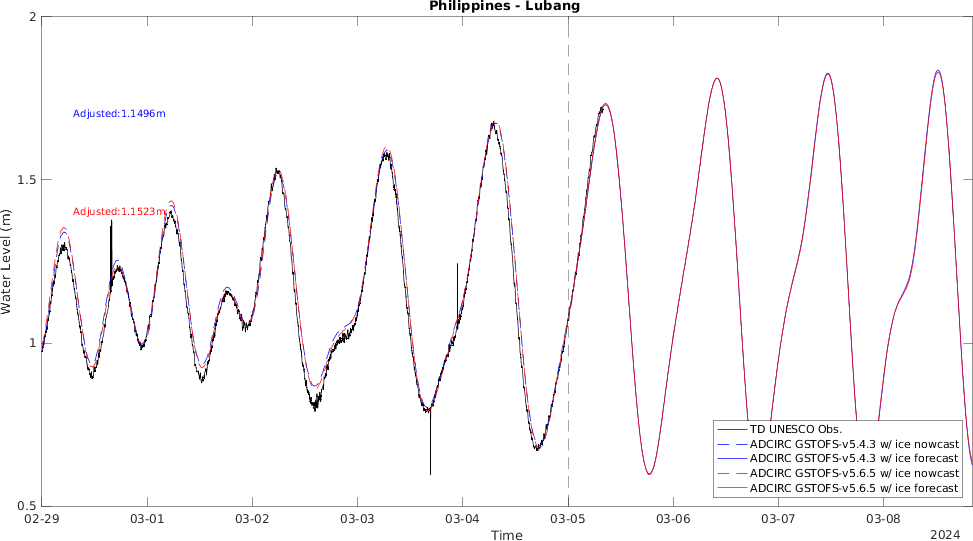 Philippines - Lubang
2
Adjusted:1.1496m
1.5
Adjusted:1.1523m
Water Level (m)
1
TD UNESCO Obs.
ADCIRC GSTOFS-v5.4.3 w/ ice nowcast
ADCIRC GSTOFS-v5.4.3 w/ ice forecast
ADCIRC GSTOFS-v5.6.5 w/ ice nowcast
ADCIRC GSTOFS-v5.6.5 w/ ice forecast
0.5
02-29 03-01 03-02 03-03 03-04 03-05 03-06 03-07 03-08
Time
2024